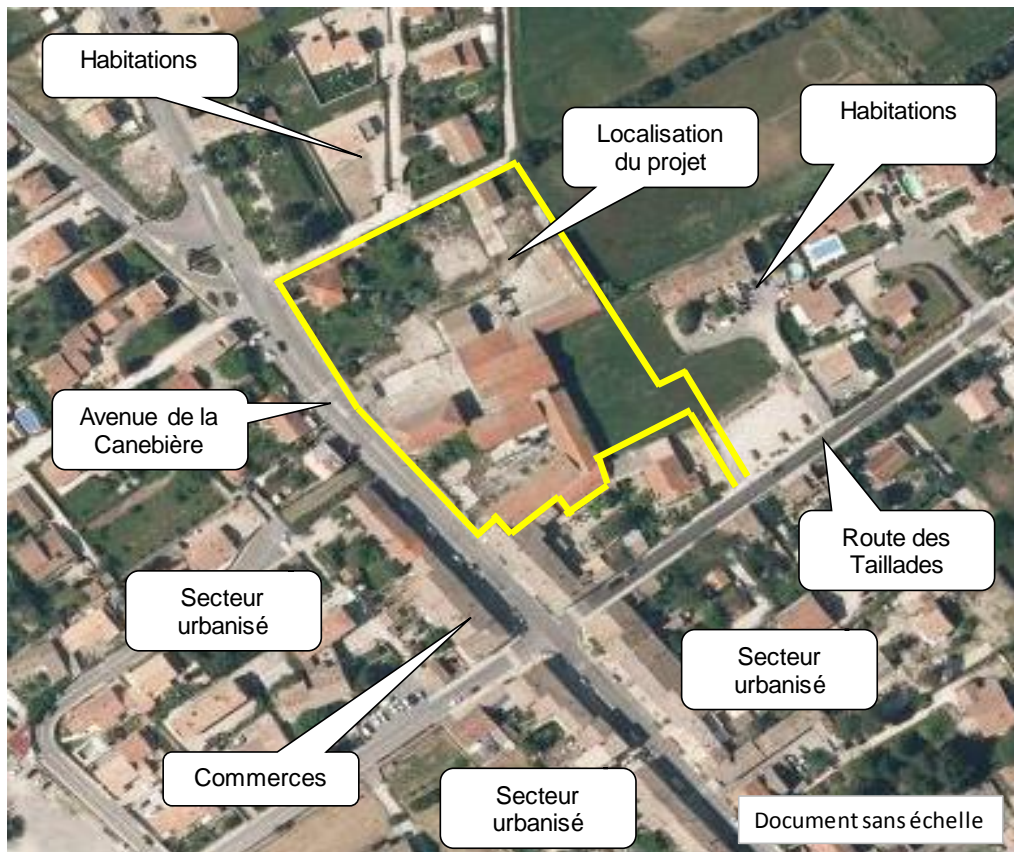 Habitations
Localisation
du projet
Habitations
Avenue de la
Canebière
Route des
Taillades
Secteur
urbanisé
Secteur
urbanisé
Commerces
Secteur
urbanisé
Document sans échelle